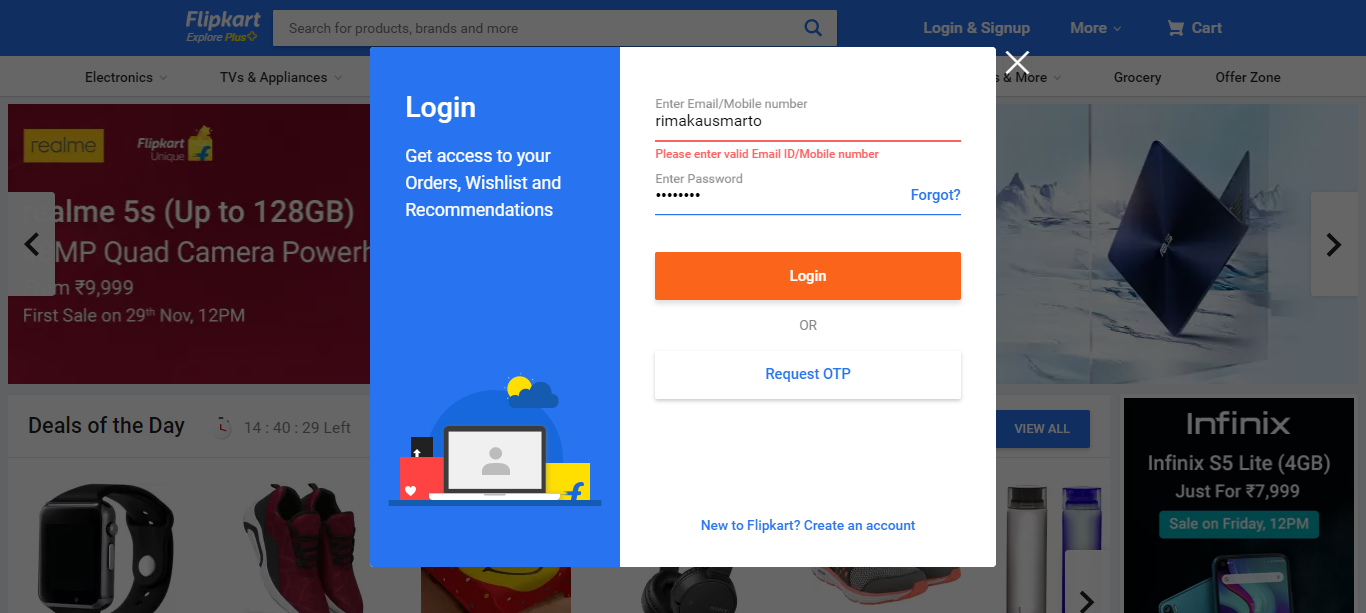 Flipkart
Explore Plus
Search for products, brands and more
Login & Signup
More
Cart
Electronics
TVs & Appliances
& More
Grocery
Offer Zone
Login
Get access to your
Orders, Wishlist and
Recommendations
Enter Email/Mobile number
rimakausmarto
Please enter valid Email ID/Mobile number
Enter Password
••••••••
Forgot?
Login
OR
Request OTP
New to Flipkart? Create an account
realme
Flipkart
Unique
5s (Up to 128GB)
MP Quad Camera
₹9,999
First Sale on 29th Nov, 12PM
Deals of the Day
14 : 40 : 29 Left
VIEW ALL
Infinix
Infinix S5 Lite (4GB)
Just For ₹7,999
Sale on Friday, 12PM